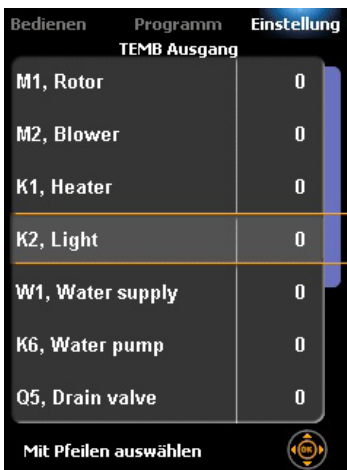 Bedienen Programm Einstellung
TEMB Ausgang
M1, Rotor 0
M2, Blower 0
K1, Heater 0
K2, Light 0
W1, Water supply 0
K6, Water pump 0
Q5, Drain valve 0
Mit Pfeilen auswählen OK